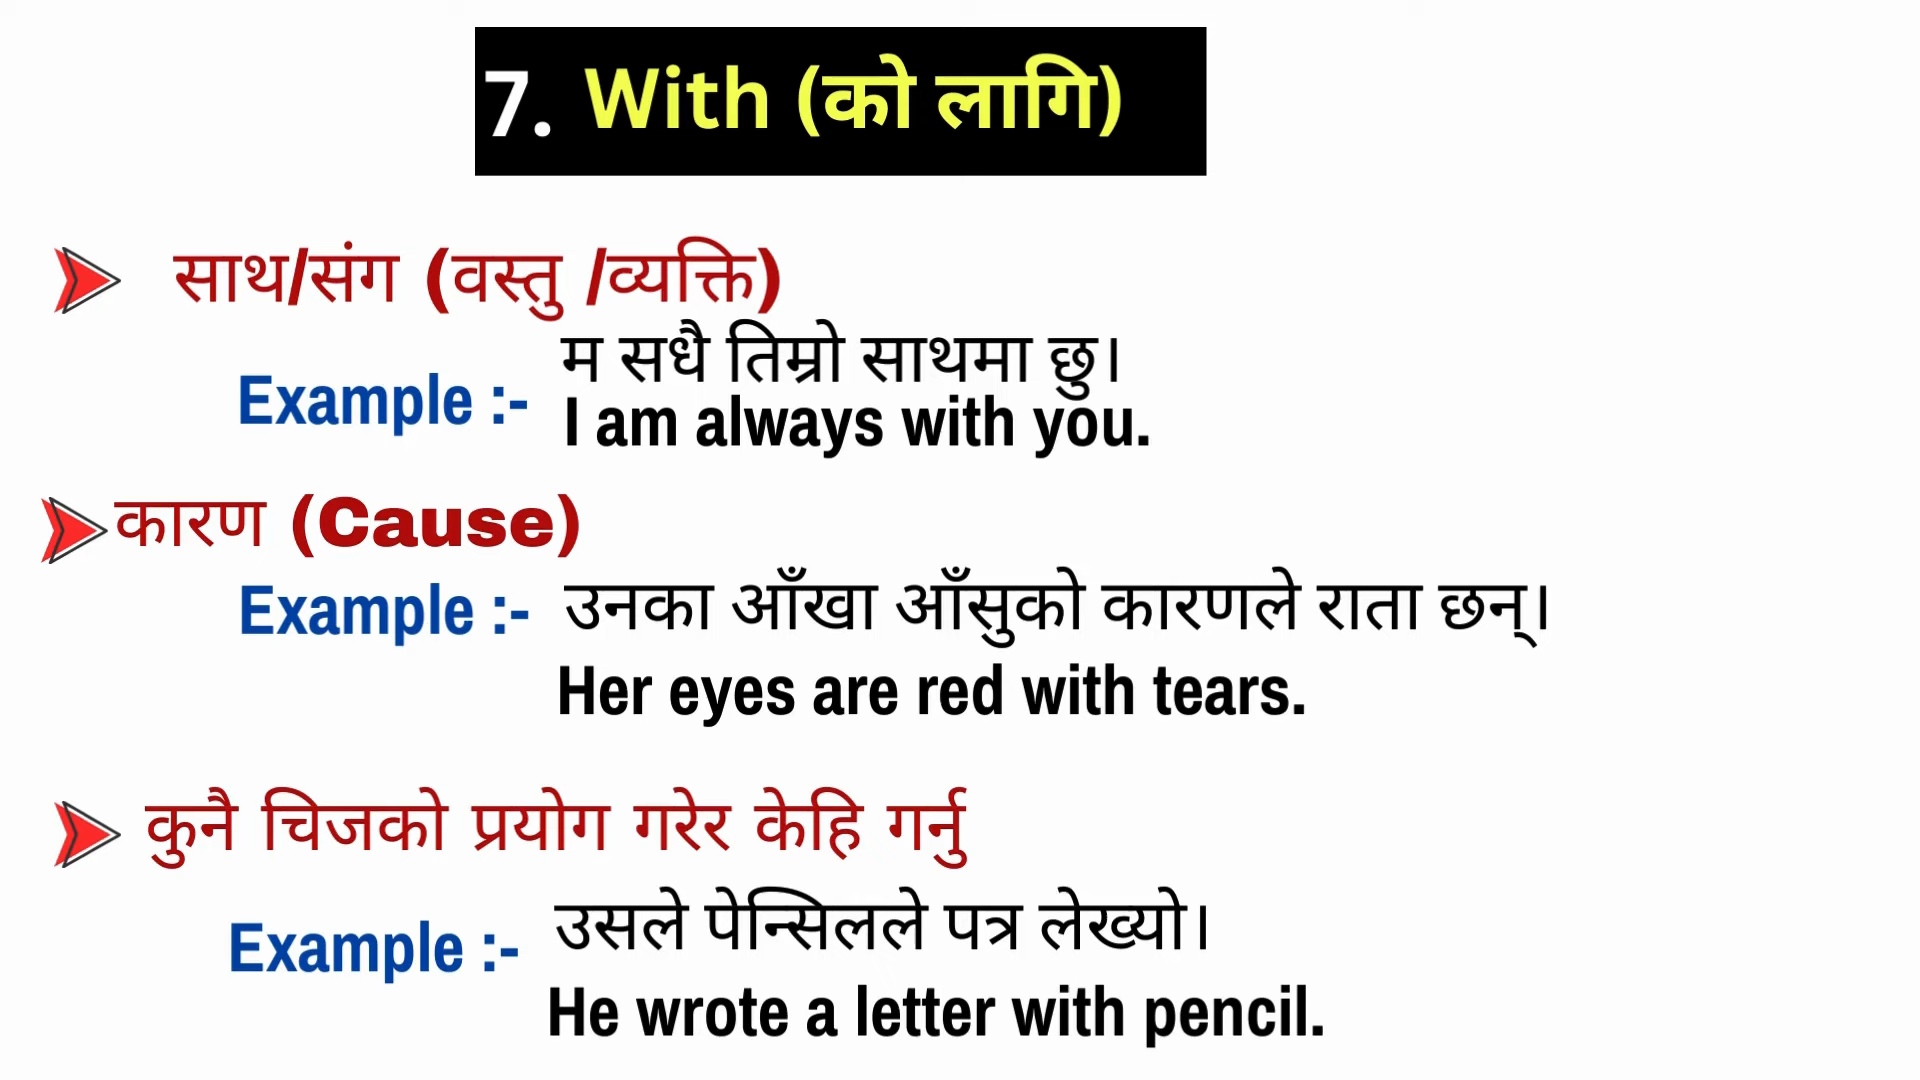 7. With (को लागि)
साथ/संग (वस्तु /व्यक्ति)
म सधै तिम्रो साथमा छु।
Example :-
I am always with you.
कारण (Cause)
Example :- उनका आँखा आँसुको कारणले राता छन्।
Her eyes are red with tears.
कुनै चिजको प्रयोग गरेर केहि गर्नु
उसले पेन्सिलले पत्र लेख्यो।
Example :-
He wrote a letter with pencil.